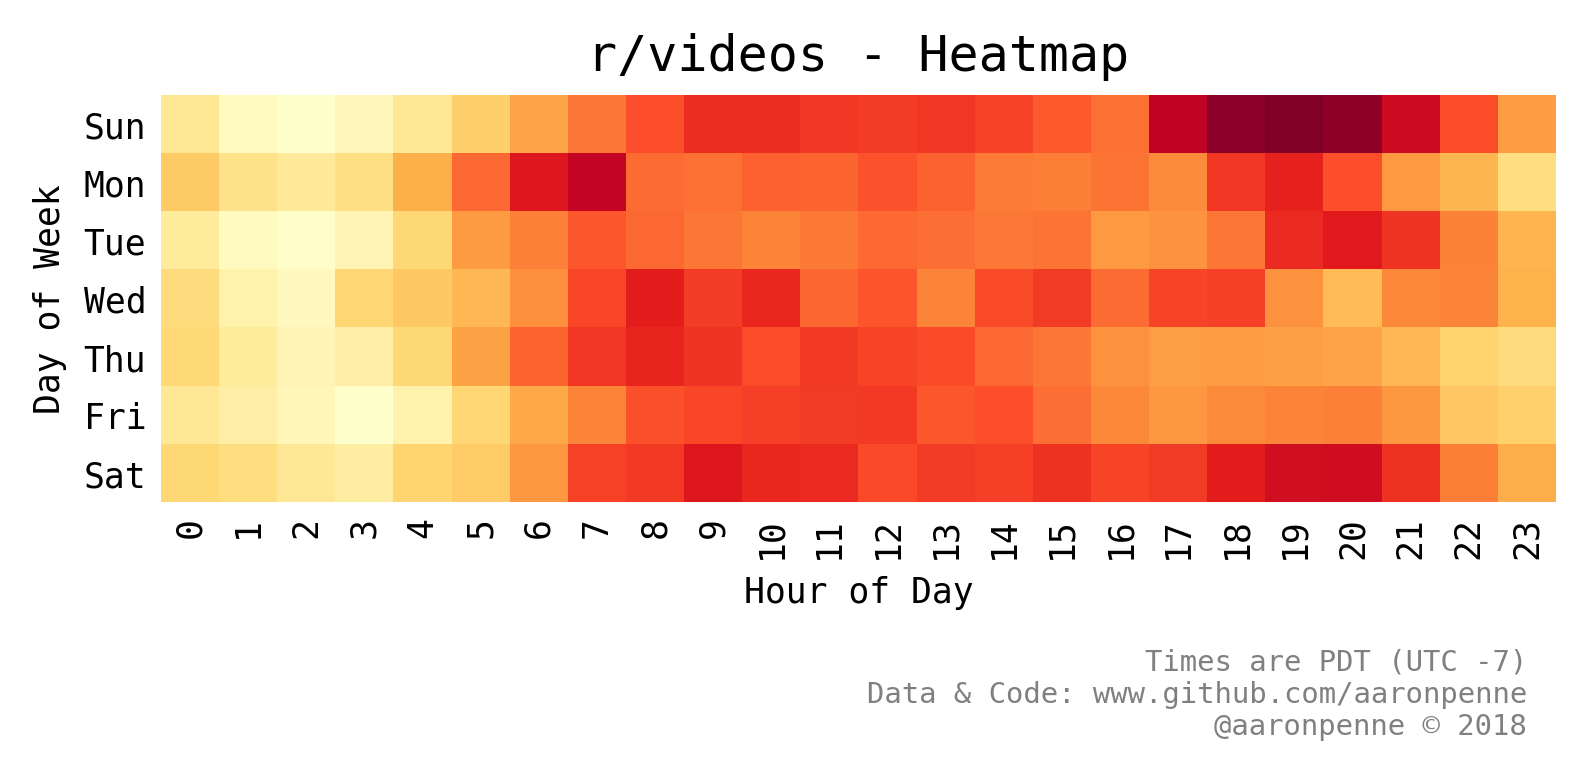 r/videos - Heatmap
Day of Week
Sun
Mon
Tue
Wed
Thu
Fri
Sat
0 1 2 3 4 5 6 7 8 9 10 11 12 13 14 15 16 17 18 19 20 21 22 23
Hour of Day
Times are PDT (UTC -7)
Data & Code: www.github.com/aaronpenne
@aaronpenne © 2018